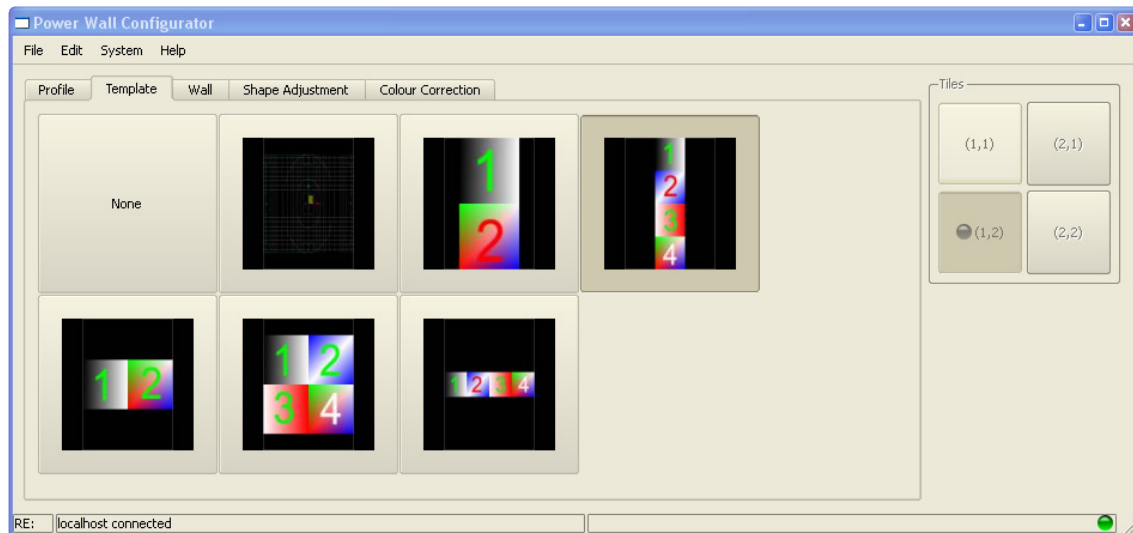 Power Wall Configurator
File Edit System Help
Profile Template Wall Shape Adjustment Colour Correction
Tiles
None
1
2
1
2
3
4
(1,1) (2,1)
(1,2) (2,2)
1 2
1 2
3 4
1 2 3 4
RE: localhost connected